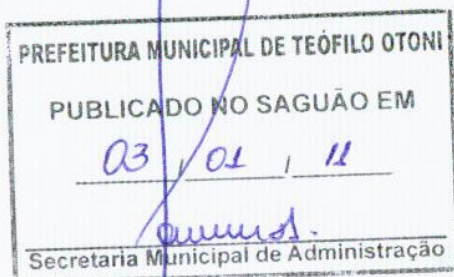 PREFEITURA MUNICIPAL DE TEÓFILO OTONI
PUBLICADO NO SAGUÃO EM
03 / 01 / 11
Secretaria Municipal de Administração